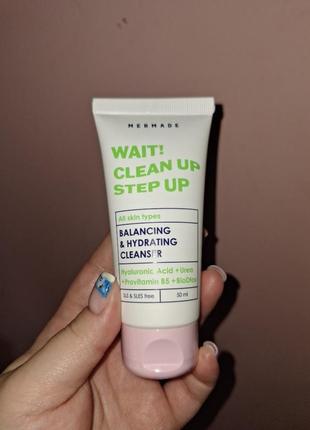 MERMADE
WAIT!
CLEAN UP
STEP UP
All skin types
BALANCING
& HYDRATING
CLEANSER
Hyaluronic Acid + Urea
+ Provitamin B5 +
SLS & SLES free
50 ml